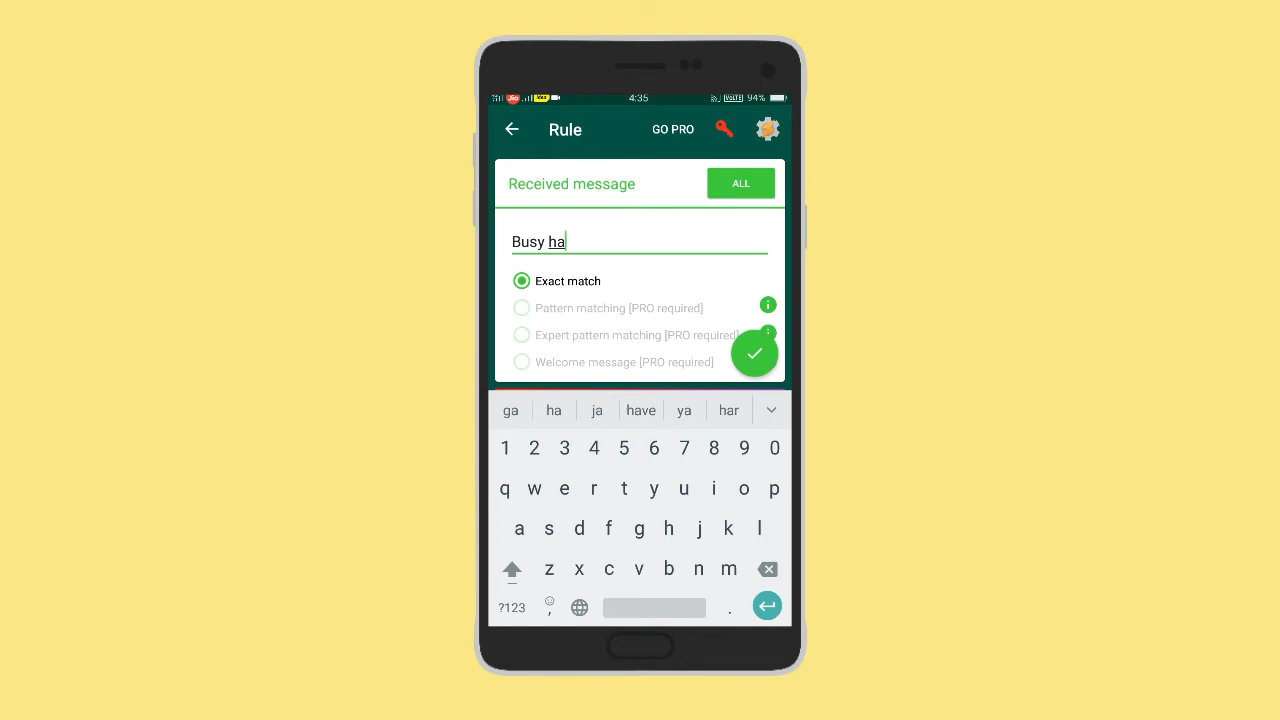 Jio
4:35
VoLTE 94%
Rule GO PRO
Received message ALL
Busy ha
Exact match
Pattern matching [PRO required]
Expert pattern matching [PRO required]
Welcome message [PRO required]
ga ha ja have ya har
1 2 3 4 5 6 7 8 9 0
q w e r t y u i o p
a s d f g h j k l
z x c v b n m
?123 , .